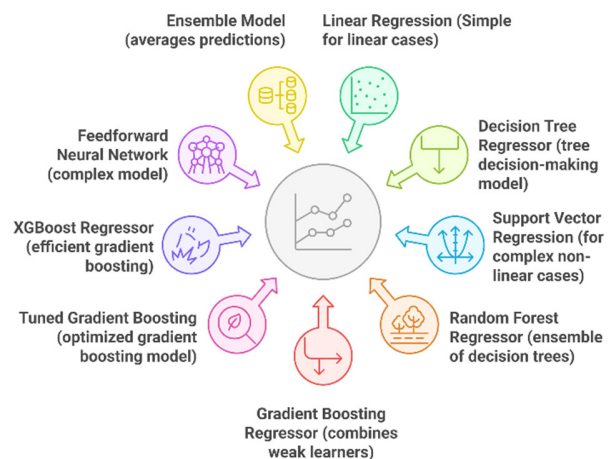 Ensemble Model
(averages predictions)
Linear Regression (Simple
for linear cases)
Feedforward
Neural Network
(complex model)
Decision Tree
Regressor (tree
decision-making
model)
XGBoost Regressor
(efficient gradient
boosting)
Support Vector
Regression (for
complex non-
linear cases)
Tuned Gradient Boosting
(optimized gradient
boosting model)
Random Forest
Regressor (ensemble
of decision trees)
Gradient Boosting
Regressor (combines
weak learners)